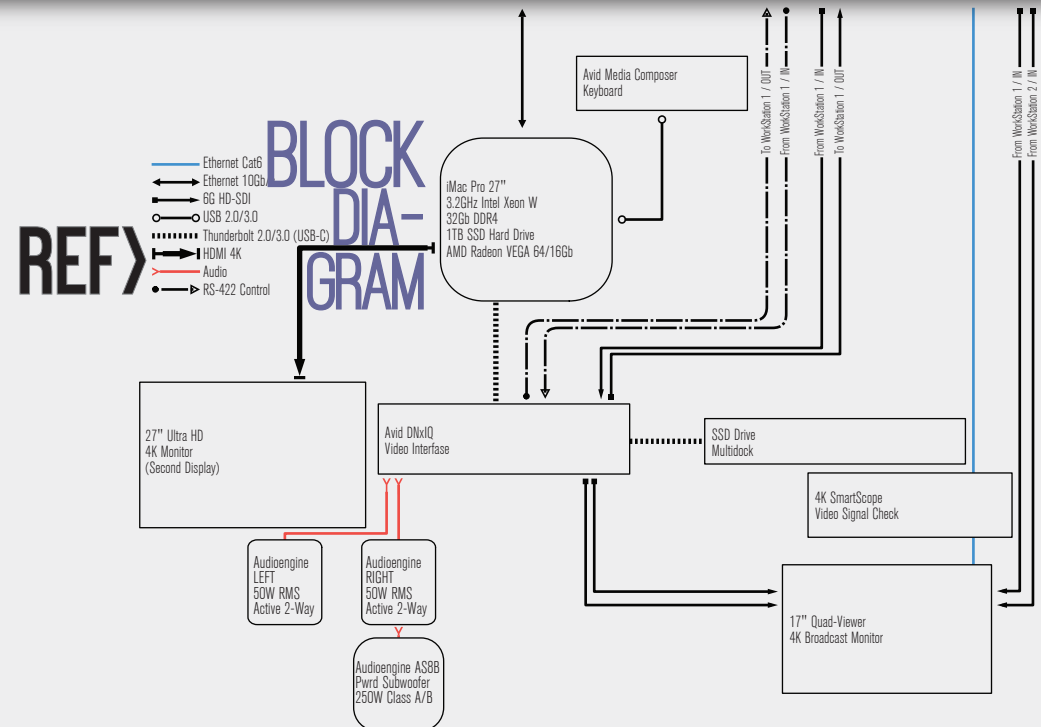 Avid Media Composer
Keyboard
To WorkStation 1 / OUT
From WorkStation 1 / IN
From WorkStation 1 / IN
To WorkStation 1 / OUT
From WorkStation 1 / IN
From WorkStation 2 / IN
BLOCK
DIA-
GRAM
REF>
Ethernet Cat6
Ethernet 10Gb/
6G HD-SDI
USB 2.0/3.0
Thunderbolt 2.0/3.0 (USB-C)
HDMI 4K
Audio
RS-422 Control
iMac Pro 27"
3.2GHz Intel Xeon W
32Gb DDR4
1TB SSD Hard Drive
AMD Radeon VEGA 64/16Gb
27" Ultra HD
4K Monitor
(Second Display)
Avid DNxIQ
Video Interfase
SSD Drive
Multidock
4K SmartScope
Video Signal Check
Audioengine
LEFT
50W RMS
Active 2-Way
Audioengine
RIGHT
50W RMS
Active 2-Way
17" Quad-Viewer
4K Broadcast Monitor
Audioengine AS8B
Pwrd Subwoofer
250W Class A/B